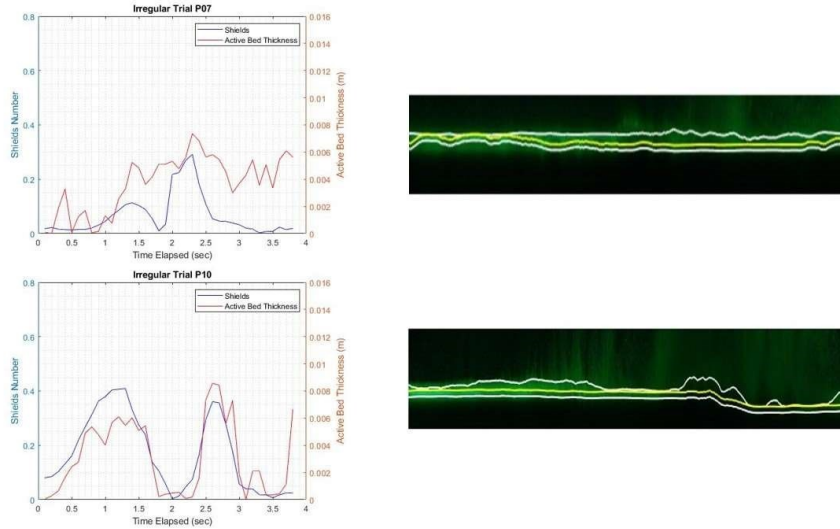 Irregular Trial P07
Shields
Active Bed Thickness
Shields Number
Active Bed Thickness (m)
0.8
0.6
0.4
0.2
0
0.016
0.014
0.012
0.01
0.008
0.006
0.004
0.002
0
0 0.5 1 1.5 2 2.5 3 3.5 4
Time Elapsed (sec)
Irregular Trial P10
Shields
Active Bed Thickness
Shields Number
Active Bed Thickness (m)
0.8
0.6
0.4
0.2
0
0.016
0.014
0.012
0.01
0.008
0.006
0.004
0.002
0
0 0.5 1 1.5 2 2.5 3 3.5 4
Time Elapsed (sec)